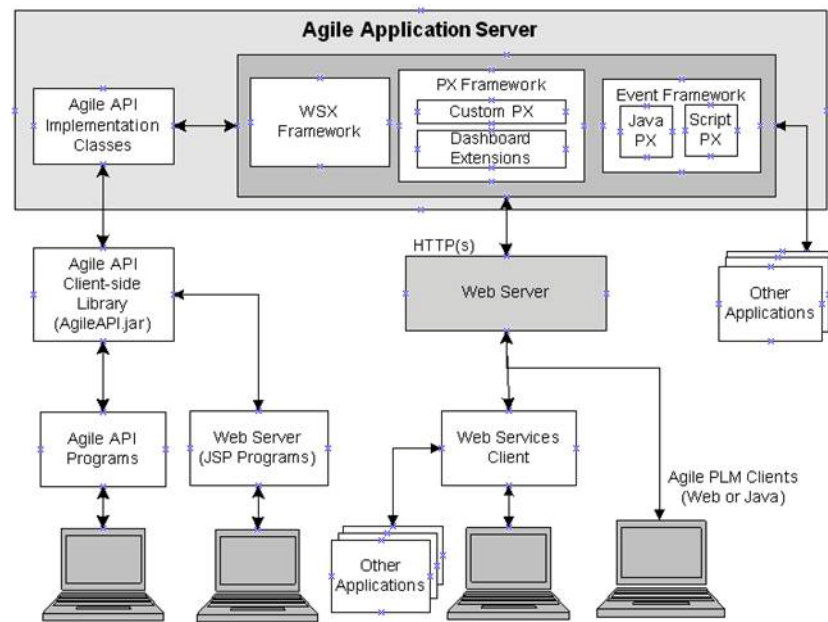 Agile Application Server
Agile API
Implementation
Classes
WSX
Framework
PX Framework
Custom PX
Dashboard
Extensions
Event Framework
Java
PX
Script
PX
HTTP(s)
Agile API
Client-side
Library
(AgileAPI.jar)
Web Server
Other
Applications
Agile API
Programs
Web Server
(JSP Programs)
Web Services
Client
Agile PLM Clients
(Web or Java)
Other
Applications